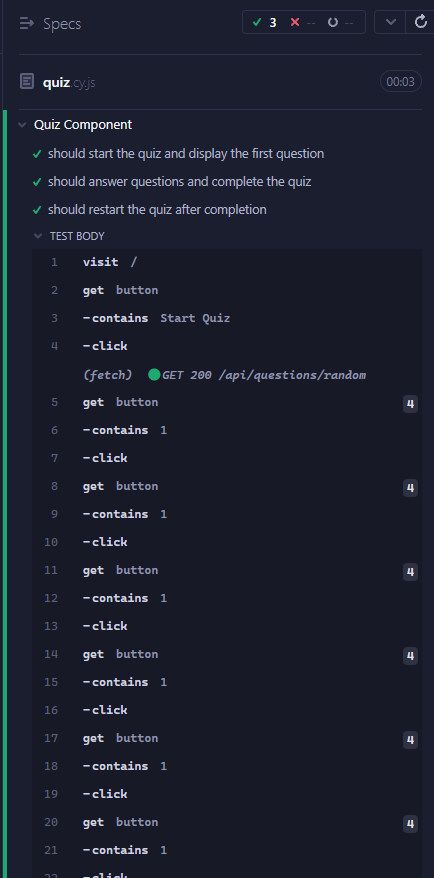 Specs 3 -- --
quiz.cy.js 00:03
Quiz Component
should start the quiz and display the first question
should answer questions and complete the quiz
should restart the quiz after completion
TEST BODY
1 visit /
2 get button
3 -contains Start Quiz
4 -click
(fetch) GET 200 /api/questions/random
5 get button 4
6 -contains 1
7 -click
8 get button 4
9 -contains 1
10 -click
11 get button 4
12 -contains 1
13 -click
14 get button 4
15 -contains 1
16 -click
17 get button 4
18 -contains 1
19 -click
20 get button 4
21 -contains 1
22 -click